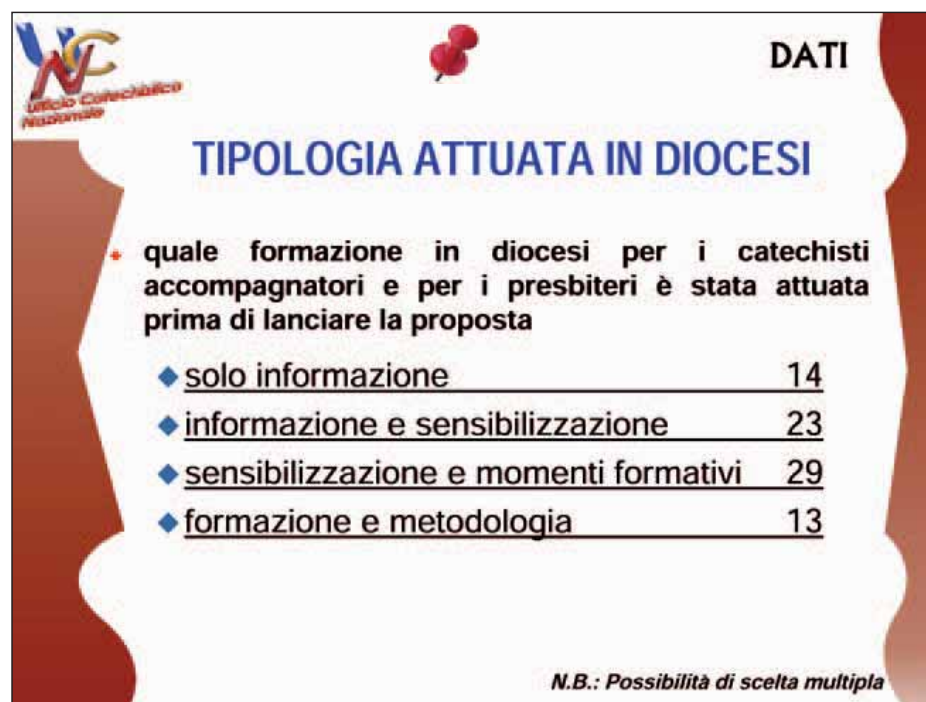 UNC
Ufficio Catechistico
Nazionale
DATI
TIPOLOGIA ATTUATA IN DIOCESI
quale formazione in diocesi per i catechisti
accompagnatori e per i presbiteri è stata attuata
prima di lanciare la proposta
solo informazione 14
informazione e sensibilizzazione 23
sensibilizzazione e momenti formativi 29
formazione e metodologia 13
N.B.: Possibilità di scelta multipla